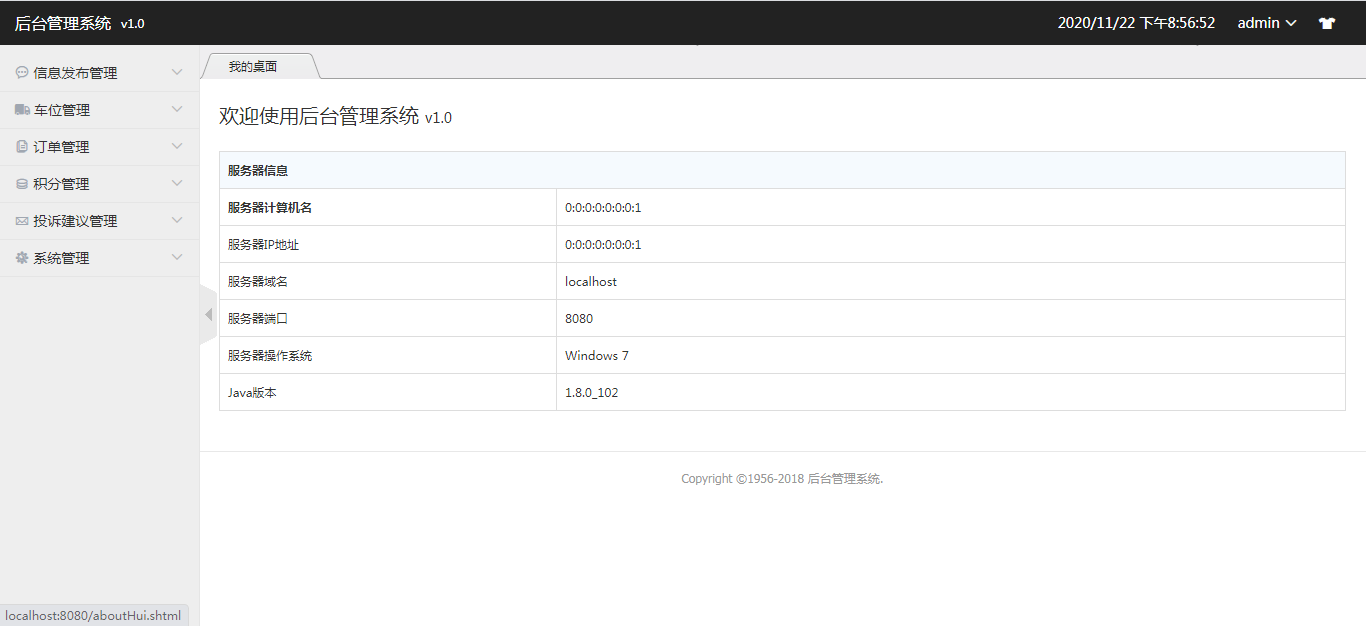 后台管理系统 v1.0
2020/11/22 下午8:56:52 admin
信息发布管理
车位管理
订单管理
积分管理
投诉建议管理
系统管理
我的桌面
欢迎使用后台管理系统 v1.0
服务器信息
服务器计算机名 0:0:0:0:0:0:0:1
服务器IP地址 0:0:0:0:0:0:0:1
服务器域名 localhost
服务器端口 8080
服务器操作系统 Windows 7
Java版本 1.8.0_102
Copyright ©1956-2018 后台管理系统.
localhost:8080/aboutHui.shtml